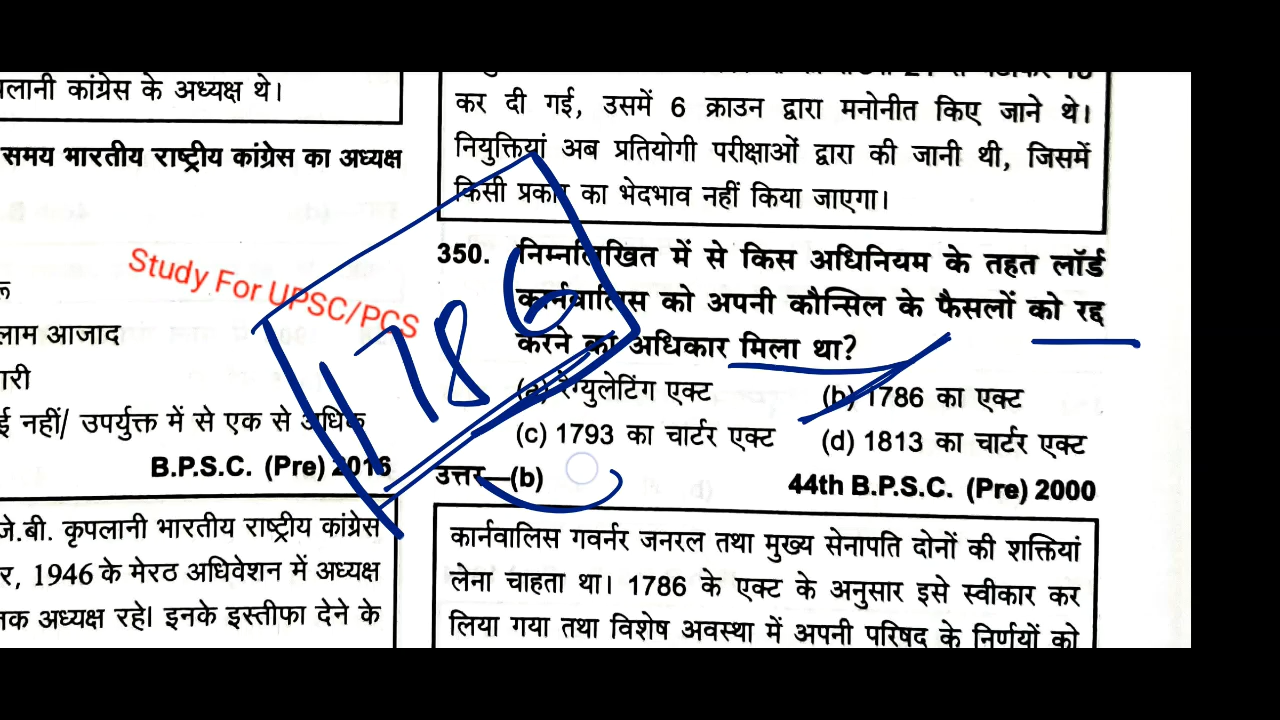 पलानी कांग्रेस के अध्यक्ष थे।
समय भारतीय राष्ट्रीय कांग्रेस का अध्यक्ष
रू
लाम आजाद
ारी
ई नहीं/ उपर्युक्त में से एक से अधिक
B.P.S.C. (Pre) 2016
जे.बी. कृपलानी भारतीय राष्ट्रीय कांग्रेस
र, 1946 के मेरठ अधिवेशन में अध्यक्ष
तक अध्यक्ष रहे। इनके इस्तीफा देने के
Study For UPSC/PCS
1786
कर दी गई, उसमें 6 क्राउन द्वारा मनोनीत किए जाने थे।
नियुक्तियां अब प्रतियोगी परीक्षाओं द्वारा की जानी थी, जिसमें
किसी प्रकार का भेदभाव नहीं किया जाएगा।
350. निम्नलिखित में से किस अधिनियम के तहत लॉर्ड
कार्नवालिस को अपनी कौन्सिल के फैसलों को रद्द
करने का अधिकार मिला था?
(a) रेग्युलेटिंग एक्ट (b) 1786 का एक्ट
(c) 1793 का चार्टर एक्ट (d) 1813 का चार्टर एक्ट
उत्तर—(b) 44th B.P.S.C. (Pre) 2000
कार्नवालिस गवर्नर जनरल तथा मुख्य सेनापति दोनों की शक्तियां
लेना चाहता था। 1786 के एक्ट के अनुसार इसे स्वीकार कर
लिया गया तथा विशेष अवस्था में अपनी परिषद के निर्णयों को